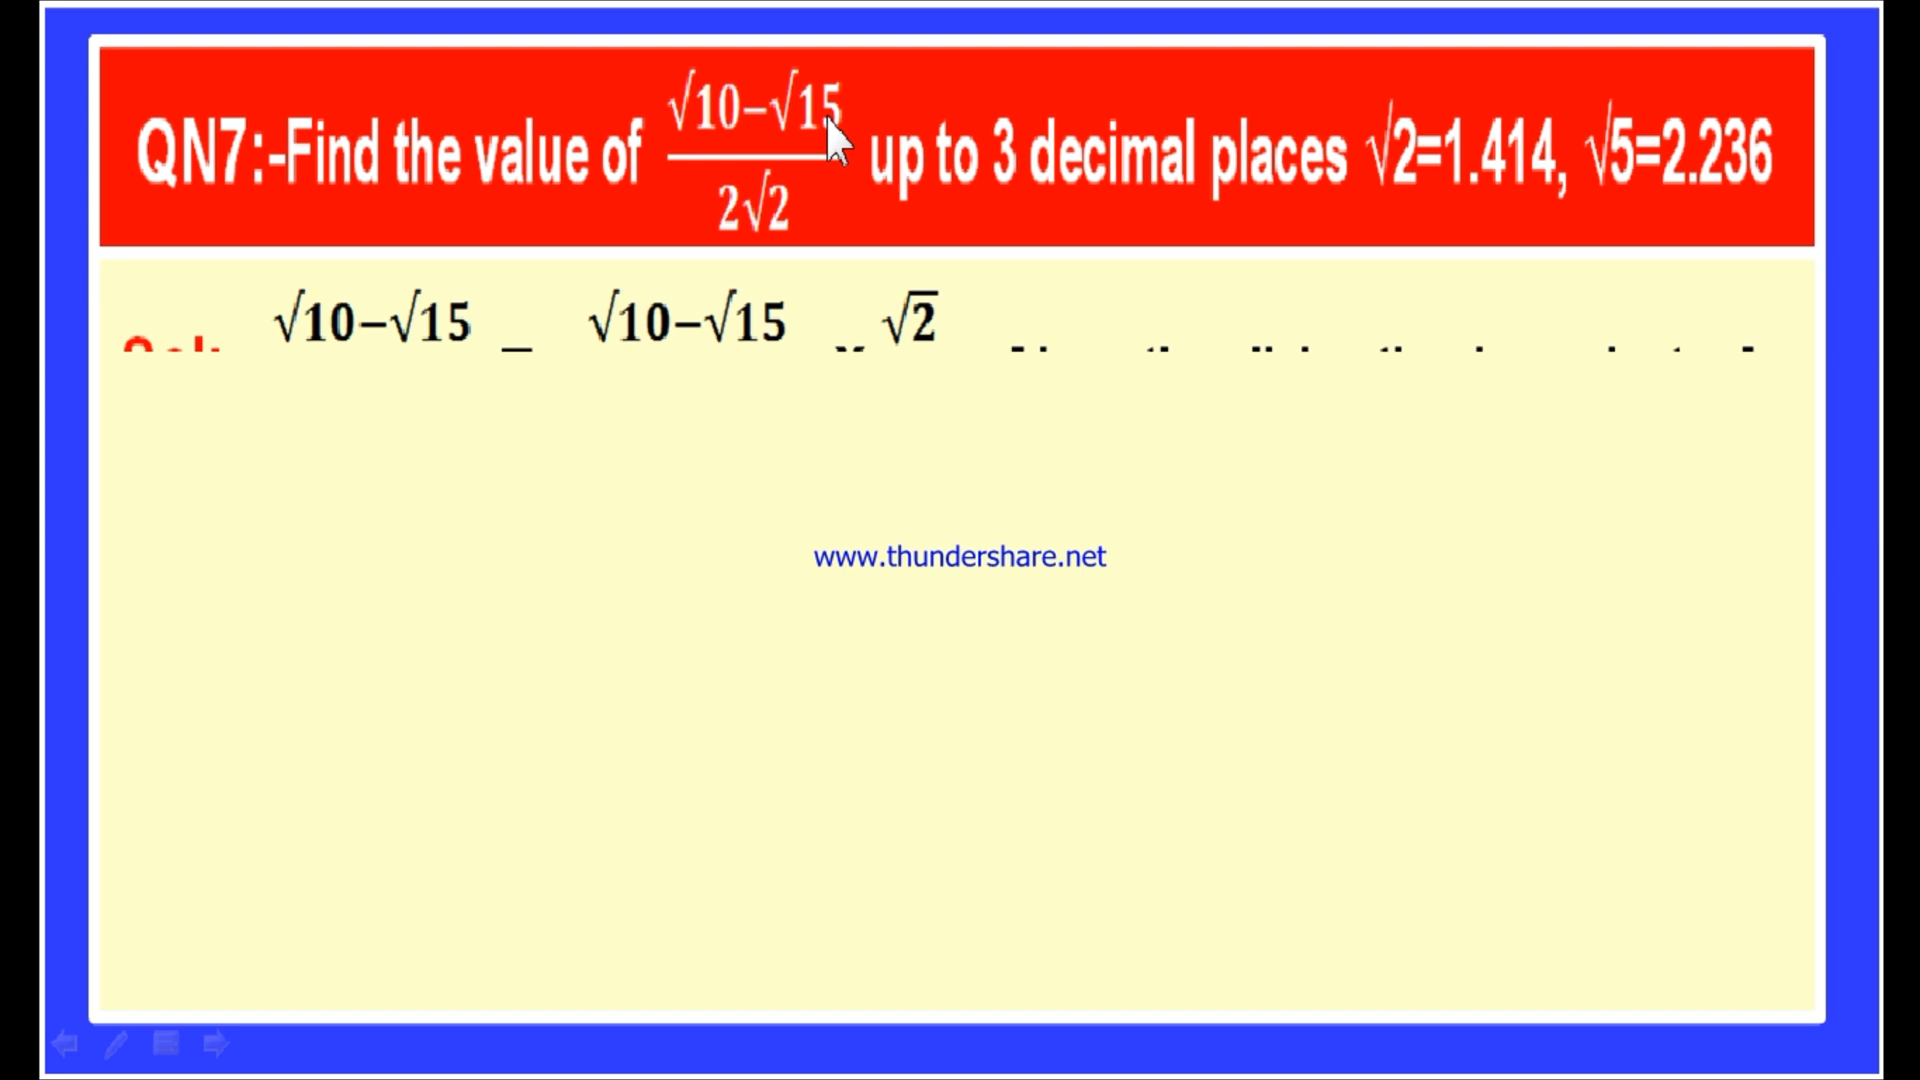 QN7:-Find the value of √10−√15 / 2√2 up to 3 decimal places √2=1.414, √5=2.236
√10−√15 √10−√15 √2
www.thundershare.net